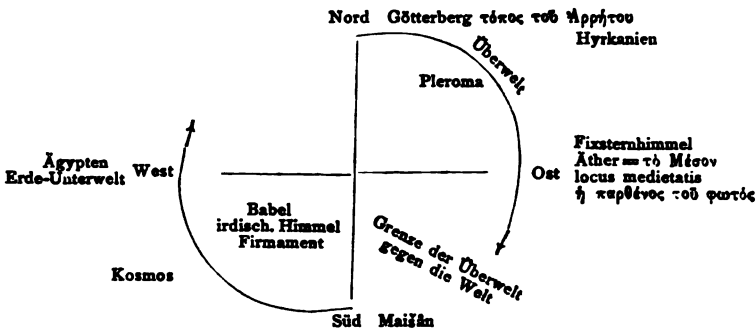 Nord Götterberg τόπος τοῦ Ἀρρήτου
Hyrkanien
Überwelt
Pleroma
Ägypten
Erde-Unterwelt West
Ost
Fixsternhimmel
Äther = τὸ Μέσον
locus medietatis
ἡ παρθένος τοῦ φωτός
Babel
irdisch. Himmel
Firmament
Grenze der Überwelt
gegen die Welt
Kosmos
Süd Maišân